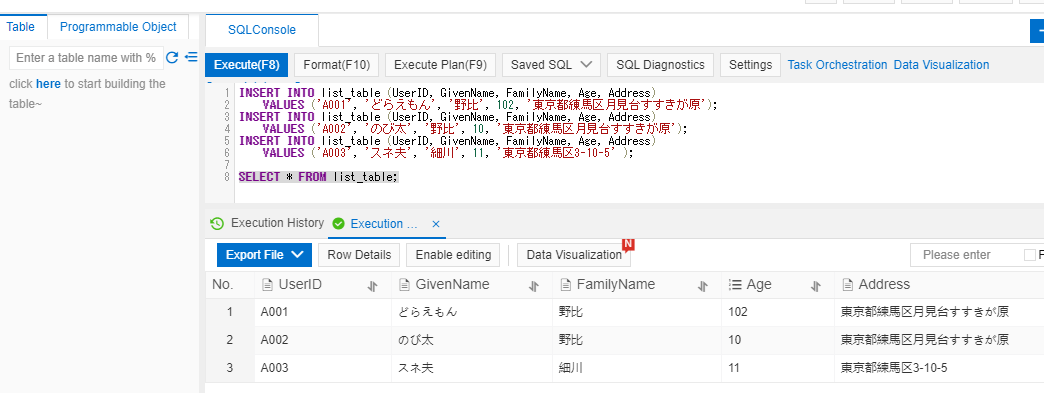 Table
Programmable Object
Enter a table name with %
click here to start building the
table~
SQLConsole
Execute(F8)
Format(F10)
Execute Plan(F9)
Saved SQL
SQL Diagnostics
Settings
Task Orchestration
Data Visualization
1 INSERT INTO list_table (UserID, GivenName, FamilyName, Age, Address)
2 VALUES ('A001', 'どらえもん', '野比', 102, '東京都練馬区月見台すすきが原');
3 INSERT INTO list_table (UserID, GivenName, FamilyName, Age, Address)
4 VALUES ('A002', 'のび太', '野比', 10, '東京都練馬区月見台すすきが原');
5 INSERT INTO list_table (UserID, GivenName, FamilyName, Age, Address)
6 VALUES ('A003', 'スネ夫', '細川', 11, '東京都練馬区3-10-5' );
7
8 SELECT * FROM list_table;
Execution History
Execution ...
Export File
Row Details
Enable editing
Data Visualization
N
Please enter
F
No. UserID GivenName FamilyName Age Address
1 A001 どらえもん 野比 102 東京都練馬区月見台すすきが原
2 A002 のび太 野比 10 東京都練馬区月見台すすきが原
3 A003 スネ夫 細川 11 東京都練馬区3-10-5